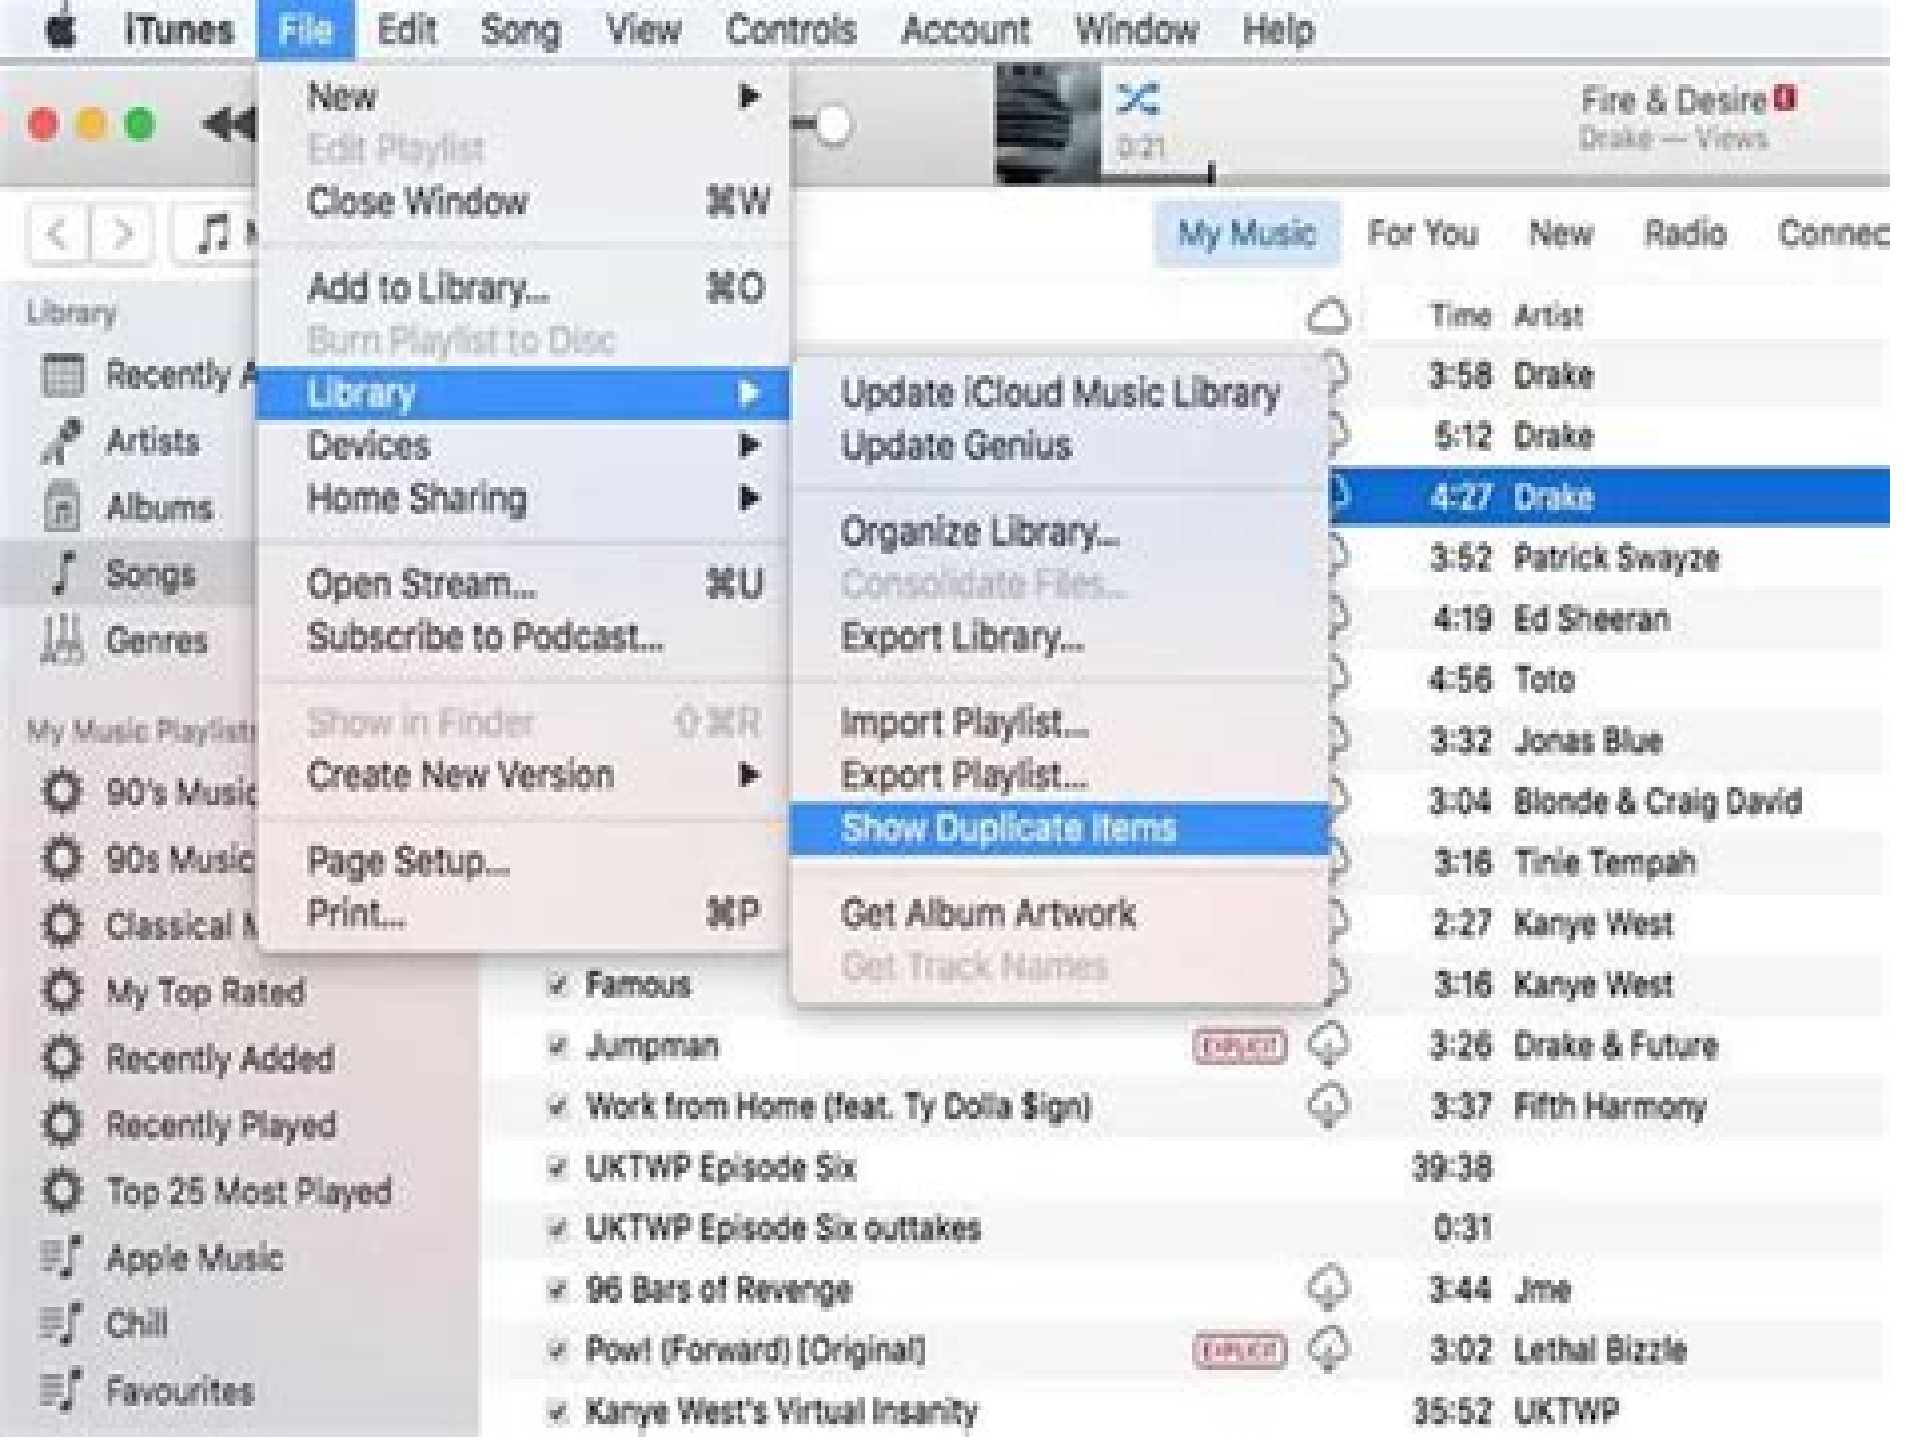 iTunes File Edit Song View Controls Account Window Help
New
Edit Playlist
Close Window ⌘W
Add to Library... ⌘O
Burn Playlist to Disc
Library
Devices
Home Sharing
Open Stream... ⌘U
Subscribe to Podcast...
Show in Finder ⇧⌘R
Create New Version
Page Setup...
Print... ⌘P
Update iCloud Music Library
Update Genius
Organize Library...
Consolidate Files...
Export Library...
Import Playlist...
Export Playlist...
Show Duplicate Items
Get Album Artwork
Get Track Names
Fire & Desire
0:21
Drake — Views
My Music For You New Radio Connec
Library
Recently A
Artists
Albums
Songs
Genres
My Music Playlists
90's Music
90s Music
Classical M
My Top Rated
Recently Added
Recently Played
Top 25 Most Played
Apple Music
Chill
Favourites
Time Artist
3:58 Drake
5:12 Drake
4:27 Drake
3:52 Patrick Swayze
4:19 Ed Sheeran
4:56 Toto
3:32 Jonas Blue
3:04 Blonde & Craig David
3:16 Tinie Tempah
2:27 Kanye West
Famous 3:16 Kanye West
Jumpman EXPLICIT 3:26 Drake & Future
Work from Home (feat. Ty Dolla $ign) 3:37 Fifth Harmony
UKTWP Episode Six 39:38
UKTWP Episode Six outtakes 0:31
96 Bars of Revenge 3:44 Jme
Pow! (Forward) [Original] EXPLICIT 3:02 Lethal Bizzle
Kanye West's Virtual Insanity 35:52 UKTWP